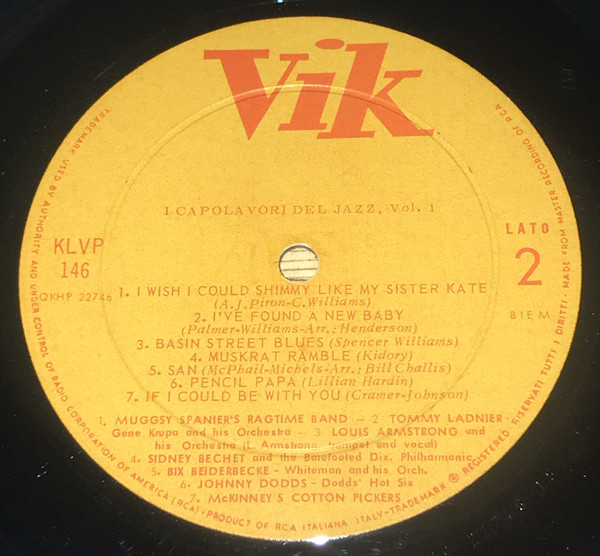 Vik
I CAPOLAVORI DEL JAZZ, Vol. 1
KLVP
146
QKHP 22746
LATO
2
BIEM
1. I WISH I COULD SHIMMY LIKE MY SISTER KATE
(A.J. Piron-C. Williams)
2. I'VE FOUND A NEW BABY
(Palmer-Williams-Arr.: Henderson)
3. BASIN STREET BLUES (Spencer Williams)
4. MUSKRAT RAMBLE (Kidory)
5. SAN (McPhail-Michels-Arr.: Bill Challis)
6. PENCIL PAPA (Lillian Hardin)
7. IF I COULD BE WITH YOU (Cramer-Johnson)
1. MUGGSY SPANIER'S RAGTIME BAND - 2. TOMMY LADNIER-
Gene Krupa and his Orchestra - 3. LOUIS ARMSTRONG and
his Orchestra (L. Armstrong trumpet and vocal)
4. SIDNEY BECHET and the Barefooted Dix. Philharmonic
5. BIX BEIDERBECKE - Whiteman and his Orch.
6. JOHNNY DODDS - Dodds' Hot Six
7. McKINNEY'S COTTON PICKERS
TRADEMARK USED BY AUTHORITY AND UNDER CONTROL OF RADIO CORPORATION OF AMERICA (RCA) • PRODUCT OF RCA ITALIANA ITALY-TRADEMARK ® REGISTERED. RISERVATI TUTTI I DIRITTI. MADE FROM MASTER RECORDING OF RCA